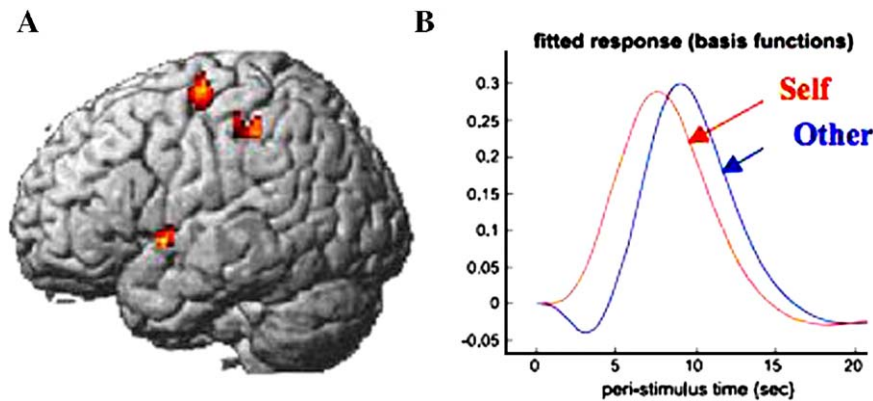 A
B
fitted response (basis functions)
0.3
0.25
0.2
0.15
0.1
0.05
0
-0.05
Self
Other
0
5
10
15
20
peri-stimulus time {sec}